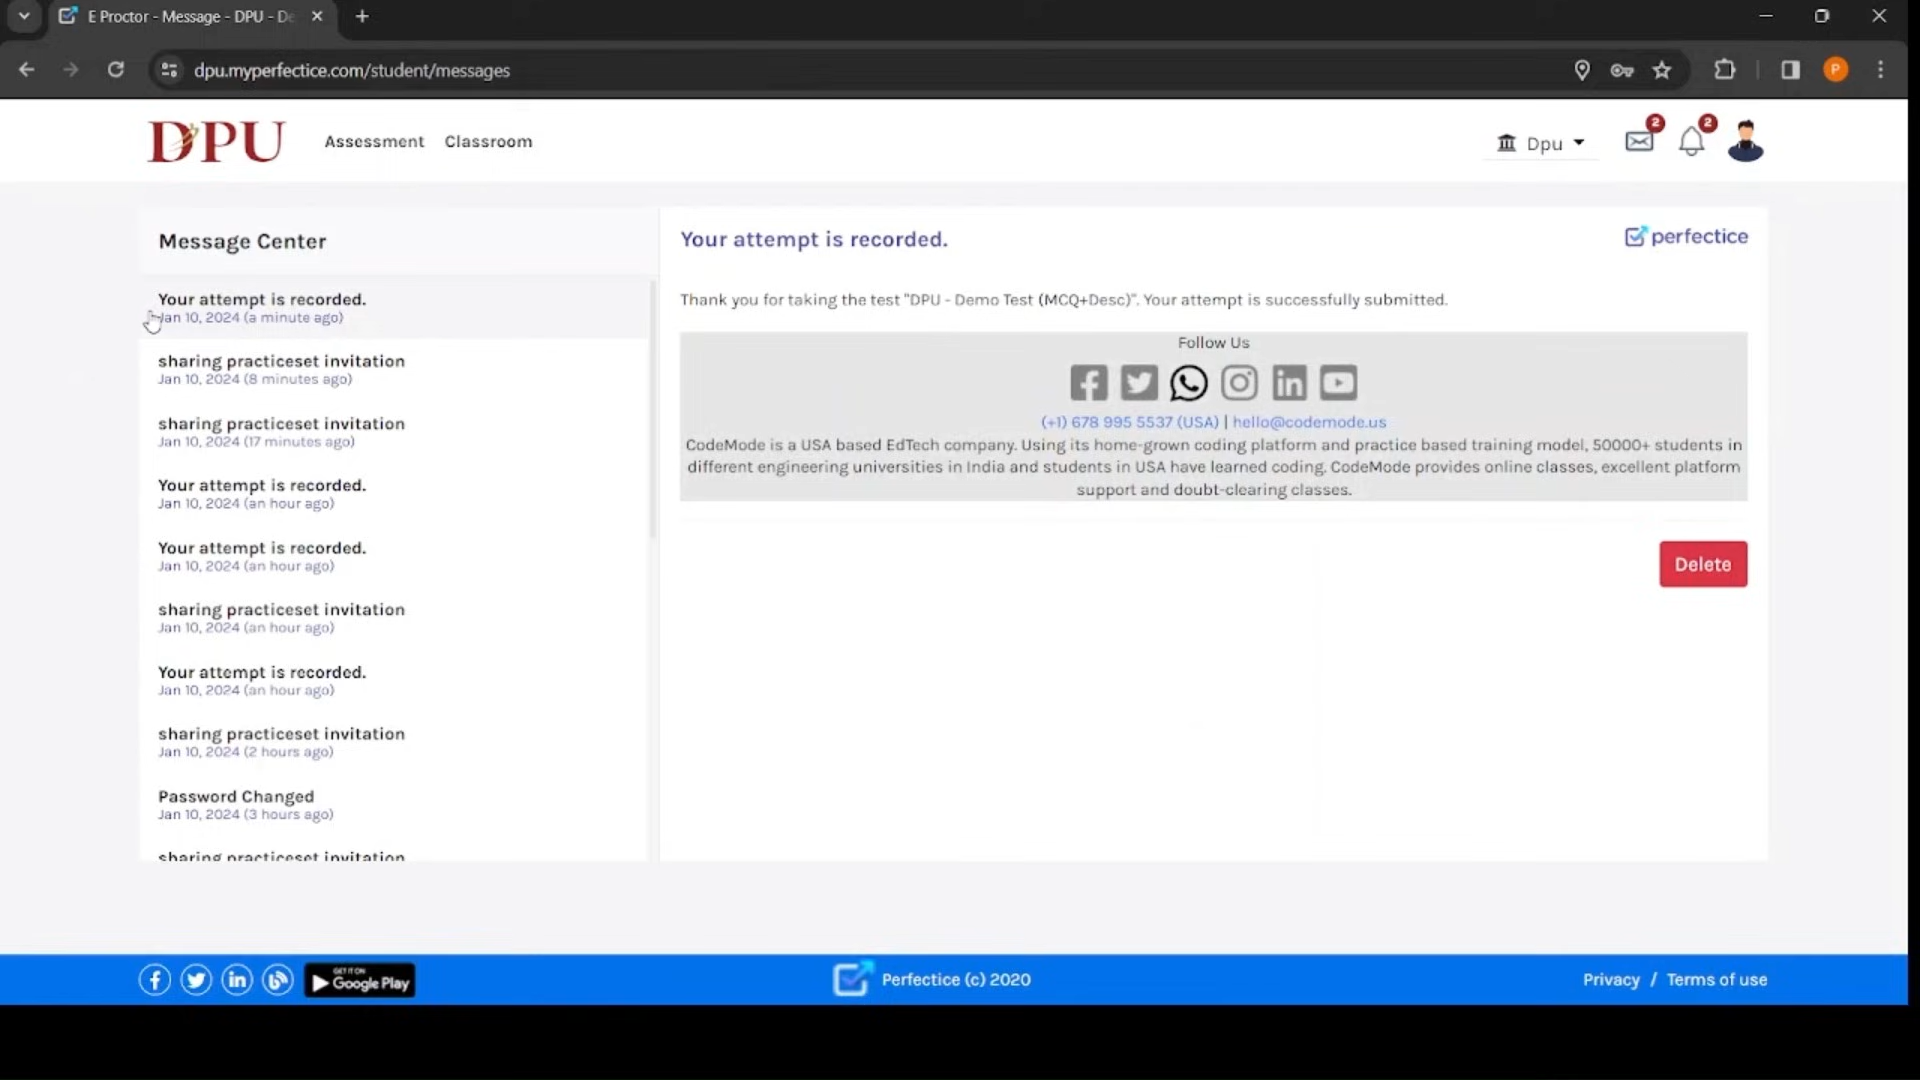 E Proctor - Message - DPU - De
dpu.myperfectice.com/student/messages
P
DPU
Assessment
Classroom
Dpu
2
2
Message Center
Your attempt is recorded.
Jan 10, 2024 (a minute ago)
sharing practiceset invitation
Jan 10, 2024 (8 minutes ago)
sharing practiceset invitation
Jan 10, 2024 (17 minutes ago)
Your attempt is recorded.
Jan 10, 2024 (an hour ago)
Your attempt is recorded.
Jan 10, 2024 (an hour ago)
sharing practiceset invitation
Jan 10, 2024 (an hour ago)
Your attempt is recorded.
Jan 10, 2024 (an hour ago)
sharing practiceset invitation
Jan 10, 2024 (2 hours ago)
Password Changed
Jan 10, 2024 (3 hours ago)
sharing practiceset invitation
Your attempt is recorded.
perfectice
Thank you for taking the test "DPU - Demo Test (MCQ+Desc)". Your attempt is successfully submitted.
Follow Us
(+1) 678 995 5537 (USA) | hello@codemode.us
CodeMode is a USA based EdTech company. Using its home-grown coding platform and practice based training model, 50000+ students in
different engineering universities in India and students in USA have learned coding. CodeMode provides online classes, excellent platform
support and doubt-clearing classes.
Delete
GET IT ON
Google Play
Perfectice (c) 2020
Privacy / Terms of use